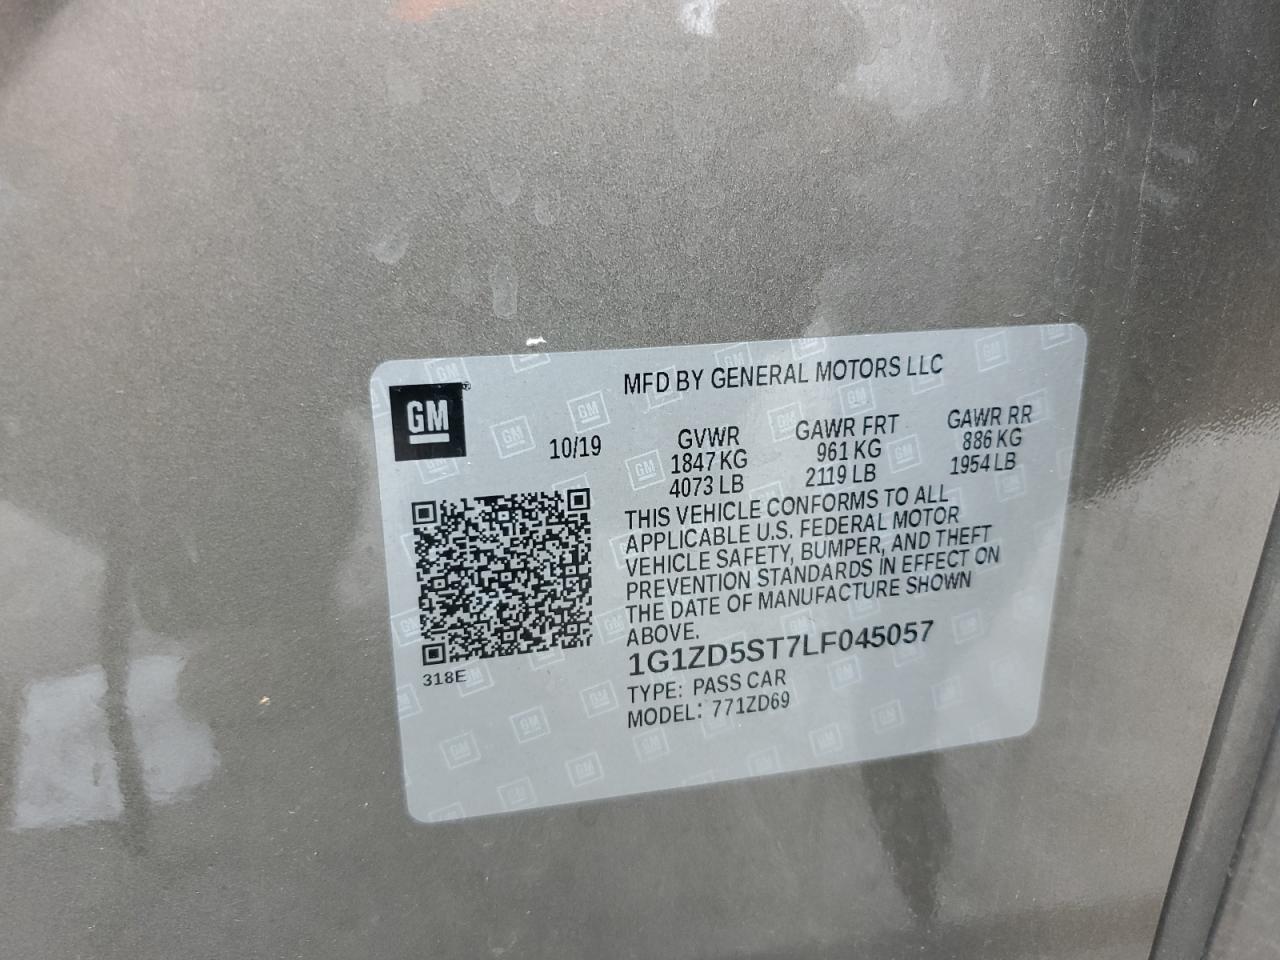 MFD BY GENERAL MOTORS LLC
GM
10/19
GVWR GAWR FRT GAWR RR
1847 KG 961 KG 886 KG
4073 LB 2119 LB 1954 LB
THIS VEHICLE CONFORMS TO ALL
APPLICABLE U.S. FEDERAL MOTOR
VEHICLE SAFETY, BUMPER, AND THEFT
PREVENTION STANDARDS IN EFFECT ON
THE DATE OF MANUFACTURE SHOWN
ABOVE.
1G1ZD5ST7LF045057
318E
TYPE: PASS CAR
MODEL: 771ZD69